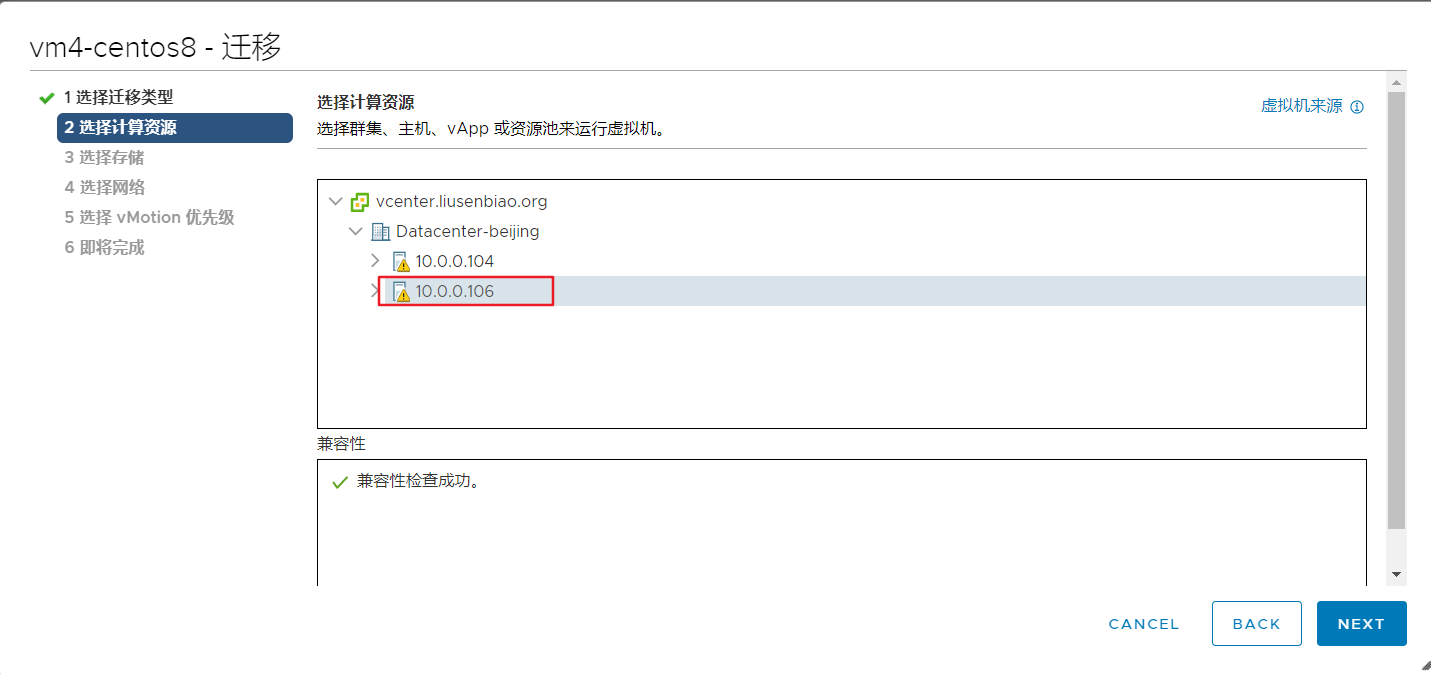 vm4-centos8 - 迁移
1 选择迁移类型
2 选择计算资源
3 选择存储
4 选择网络
5 选择 vMotion 优先级
6 即将完成
选择计算资源
虚拟机来源
选择群集、主机、vApp 或资源池来运行虚拟机。
vcenter.liusenbiao.org
Datacenter-beijing
10.0.0.104
10.0.0.106
兼容性
兼容性检查成功。
CANCEL
BACK
NEXT